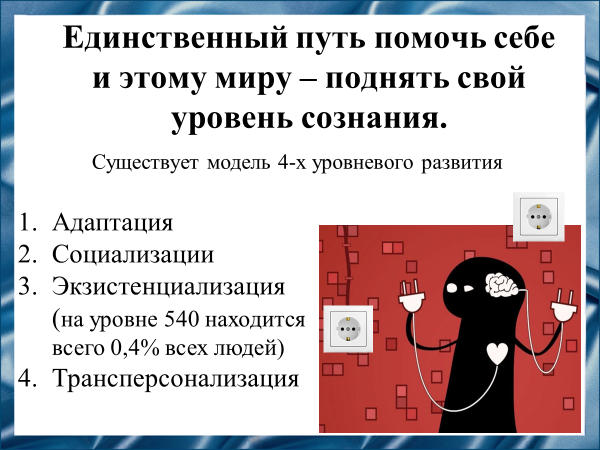 Единственный путь помочь себе
и этому миру – поднять свой
уровень сознания.
Существует модель 4-х уровневого развития
1. Адаптация
2. Социализации
3. Экзистенциализация
(на уровне 540 находится
всего 0,4% всех людей)
4. Трансперсонализация